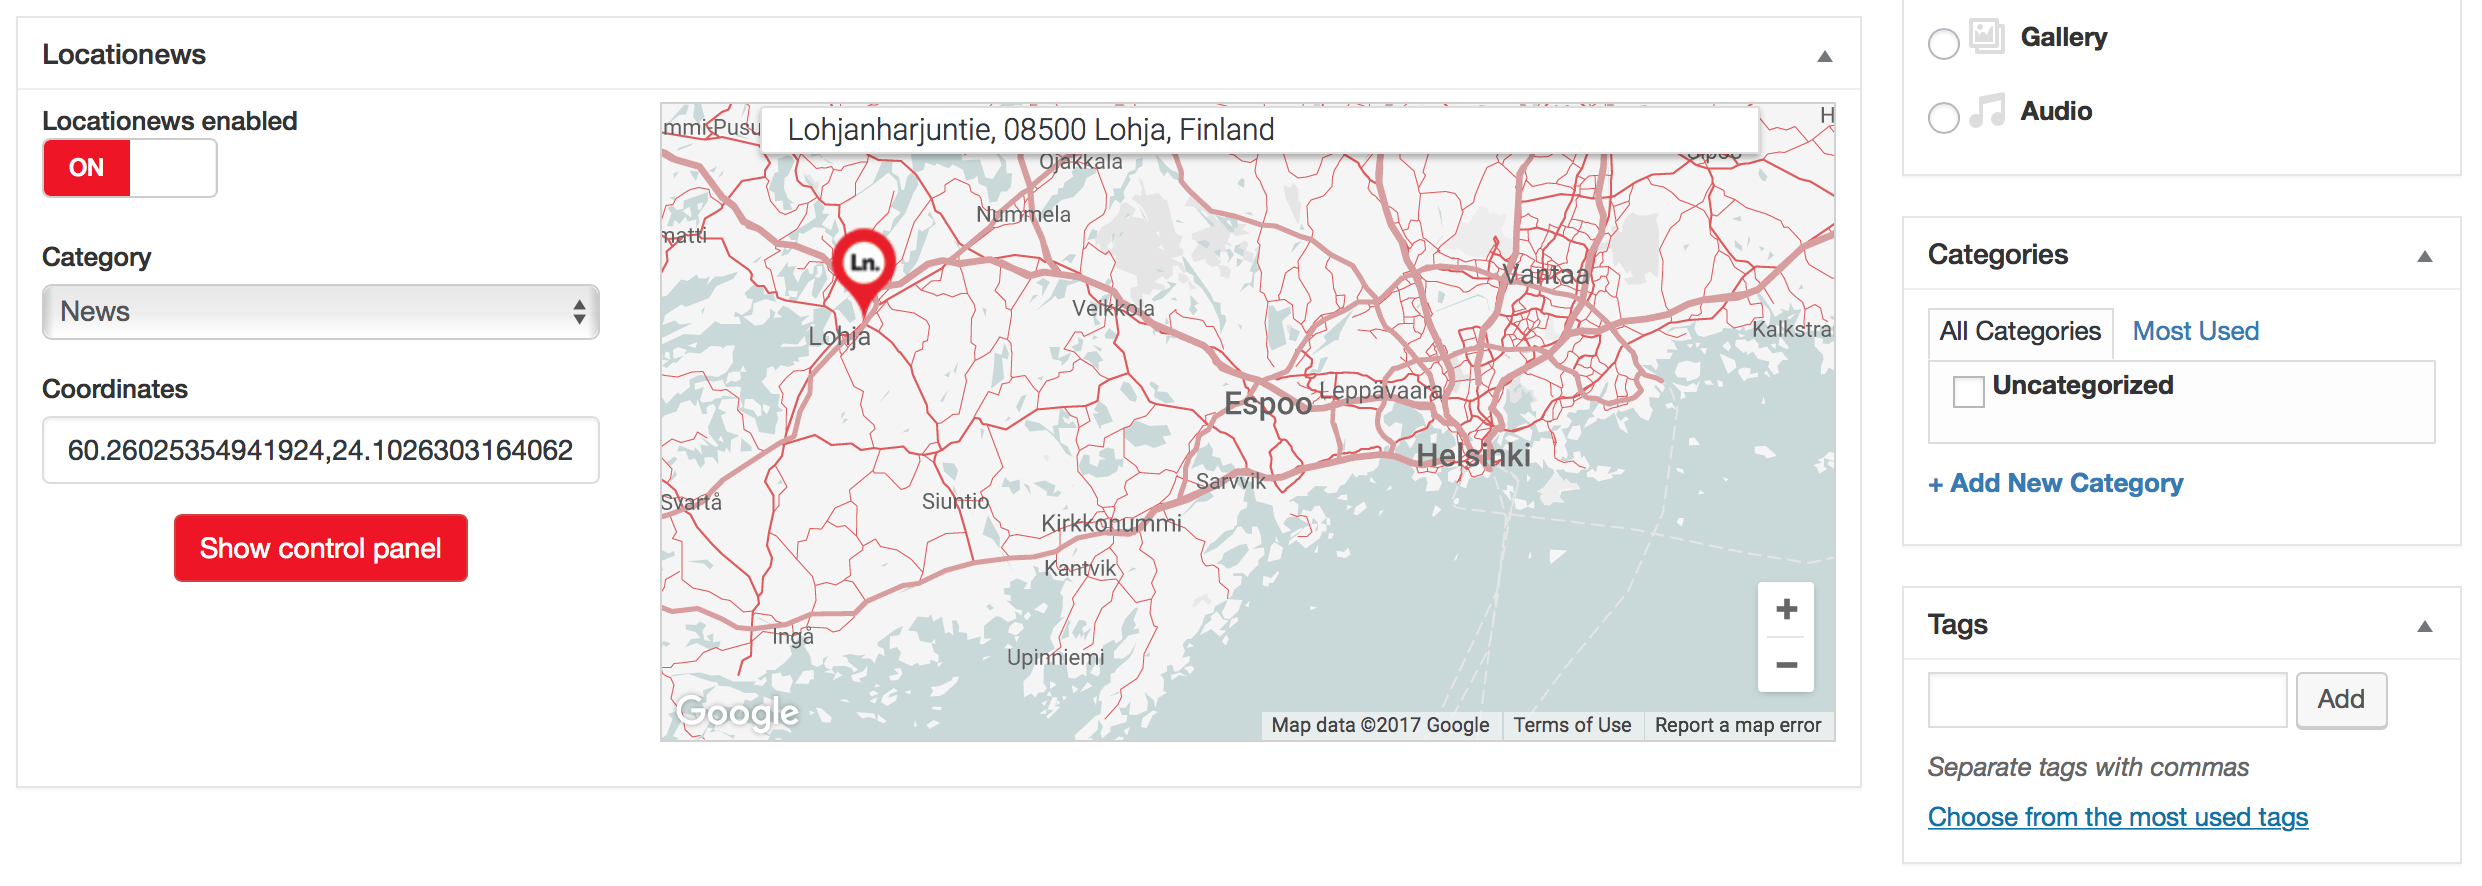 Locationews
Locationews enabled
ON
Category
News
Coordinates
60.26025354941924,24.1026303164062
Show control panel
Lohjanharjuntie, 08500 Lohja, Finland
mmi-Pusu
H
Ojakkala
Sipoo
Nummela
matti
Ln.
Vantaa
Veikkola
Lohja
Kalkstra
Leppävaara
Espoo
Helsinki
Sarvvik
Svartå
Siuntio
Kirkkonummi
Kantvik
Ingå
Upinniemi
+
−
Google
Map data ©2017 Google
Terms of Use
Report a map error
Gallery
Audio
Categories
All Categories
Most Used
Uncategorized
+ Add New Category
Tags
Add
Separate tags with commas
Choose from the most used tags